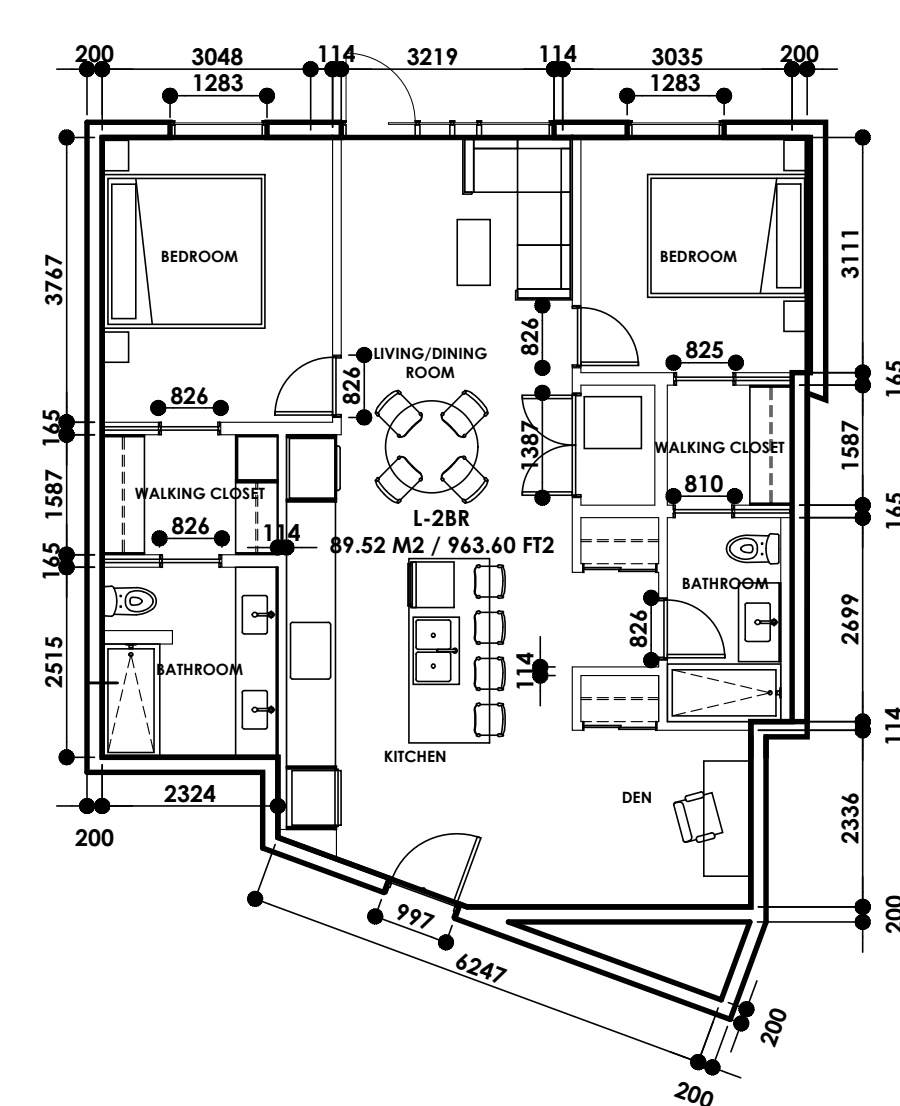 200 3048 114 3219 114 3035 200
1283 1283
BEDROOM BEDROOM
3767 3111
826
LIVING/DINING
ROOM
826 825
165
826
165 1387 1587
WALKING CLOSET
1587 WALKING CLOSET 810
L-2BR
165
826 114
89.52 M2 / 963.60 FT2
165
BATHROOM
826 2699
2515 BATHROOM 114
114
KITCHEN
2324 DEN 2336
200
997 200
6247
200
200